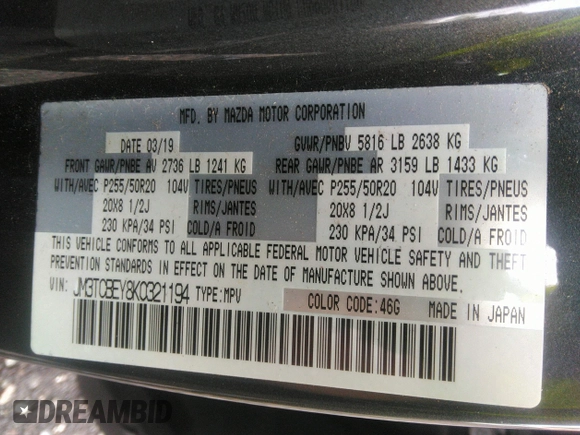 MFD. BY MAZDA MOTOR CORPORATION
DATE 03/19 GVWR/PNBV 5816 LB 2638 KG
FRONT GAWR/PNBE AV 2736 LB 1241 KG REAR GAWR/PNBE AR 3159 LB 1433 KG
WITH/AVEC P255/50R20 104V TIRES/PNEUS WITH/AVEC P255/50R20 104V TIRES/PNEUS
20X8 1/2J RIMS/JANTES 20X8 1/2J RIMS/JANTES
230 KPA/34 PSI COLD/A FROID 230 KPA/34 PSI COLD/A FROID
THIS VEHICLE CONFORMS TO ALL APPLICABLE FEDERAL MOTOR VEHICLE SAFETY AND THEFT
PREVENTION STANDARDS IN EFFECT ON THE DATE OF MANUFACTURE SHOWN ABOVE.
VIN: JM3TCBEY8K0321194 TYPE:MPV COLOR CODE:46G MADE IN JAPAN
DREAMBID